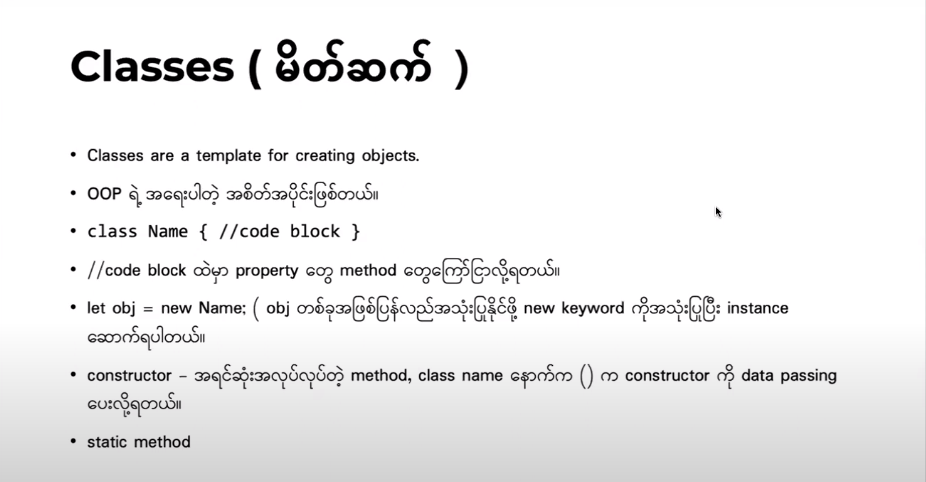 Classes ( မိတ်ဆက် )
• Classes are a template for creating objects.
• OOP ရဲ့ အရေးပါတဲ့ အစိတ်အပိုင်းဖြစ်တယ်။
• class Name { //code block }
• //code block ထဲမှာ property တွေ method တွေကြော်ငြာလို့ရတယ်။
• let obj = new Name; ( obj တစ်ခုအဖြစ်ပြန်လည်အသုံးပြုနိုင်ဖို့ new keyword ကိုအသုံးပြုပြီး instance
ဆောက်ရပါတယ်။
• constructor – အရင်ဆုံးအလုပ်လုပ်တဲ့ method, class name နောက်က () က constructor ကို data passing
ပေးလို့ရတယ်။
• static method